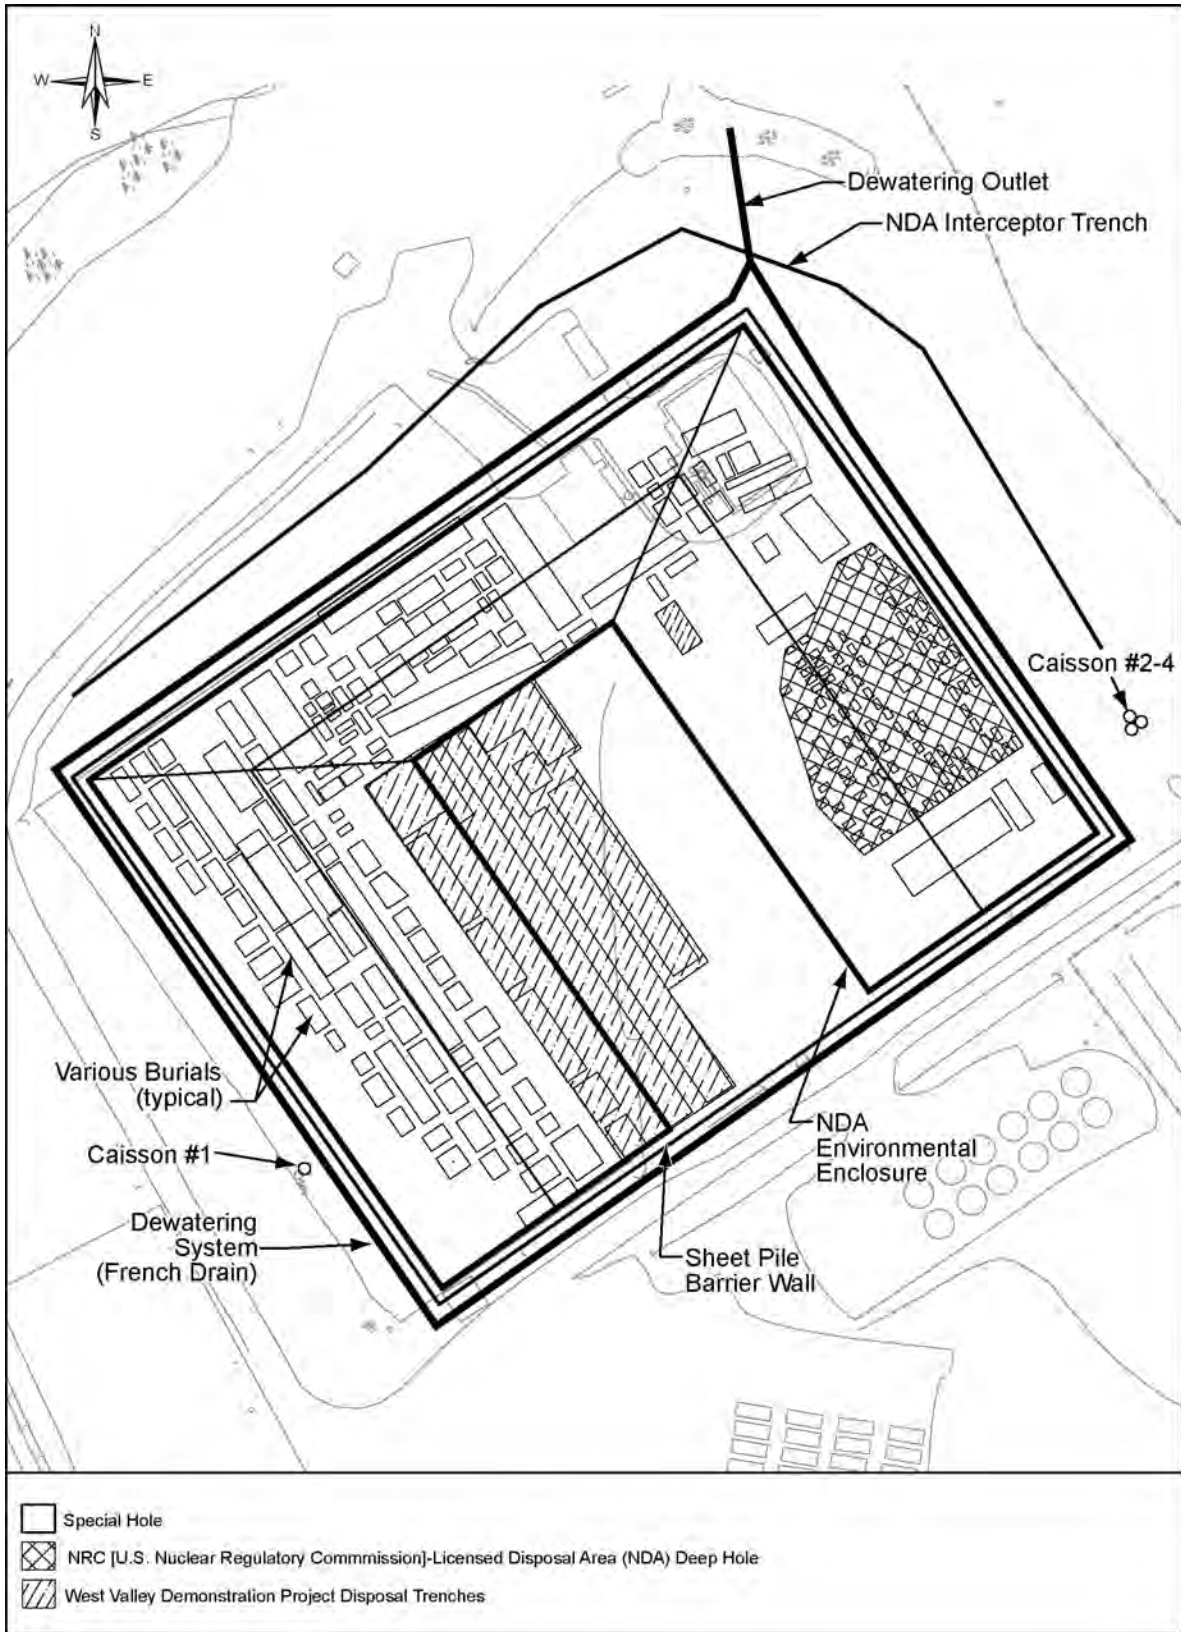 N
W E
S
Dewatering Outlet
NDA Interceptor Trench
Caisson #2-4
Various Burials
(typical)
Caisson #1
NDA
Environmental
Enclosure
Dewatering
System
(French Drain)
Sheet Pile
Barrier Wall
Special Hole
NRC [U.S. Nuclear Regulatory Commmission]-Licensed Disposal Area (NDA) Deep Hole
West Valley Demonstration Project Disposal Trenches